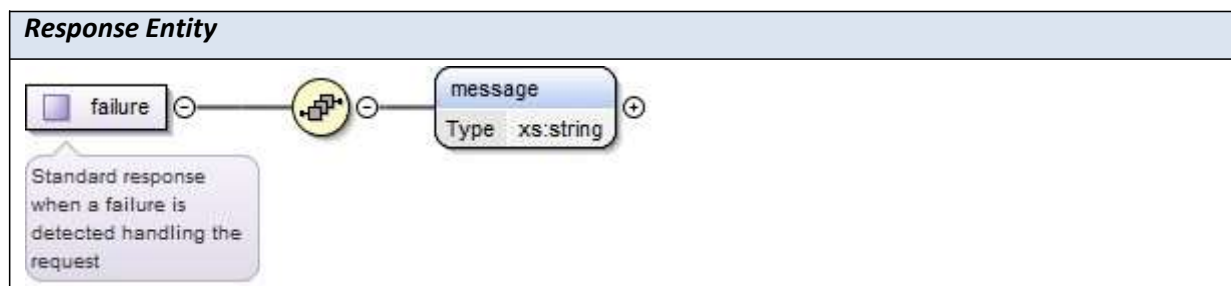 Response Entity
failure
message
Type xs:string
Standard response
when a failure is
detected handling the
request